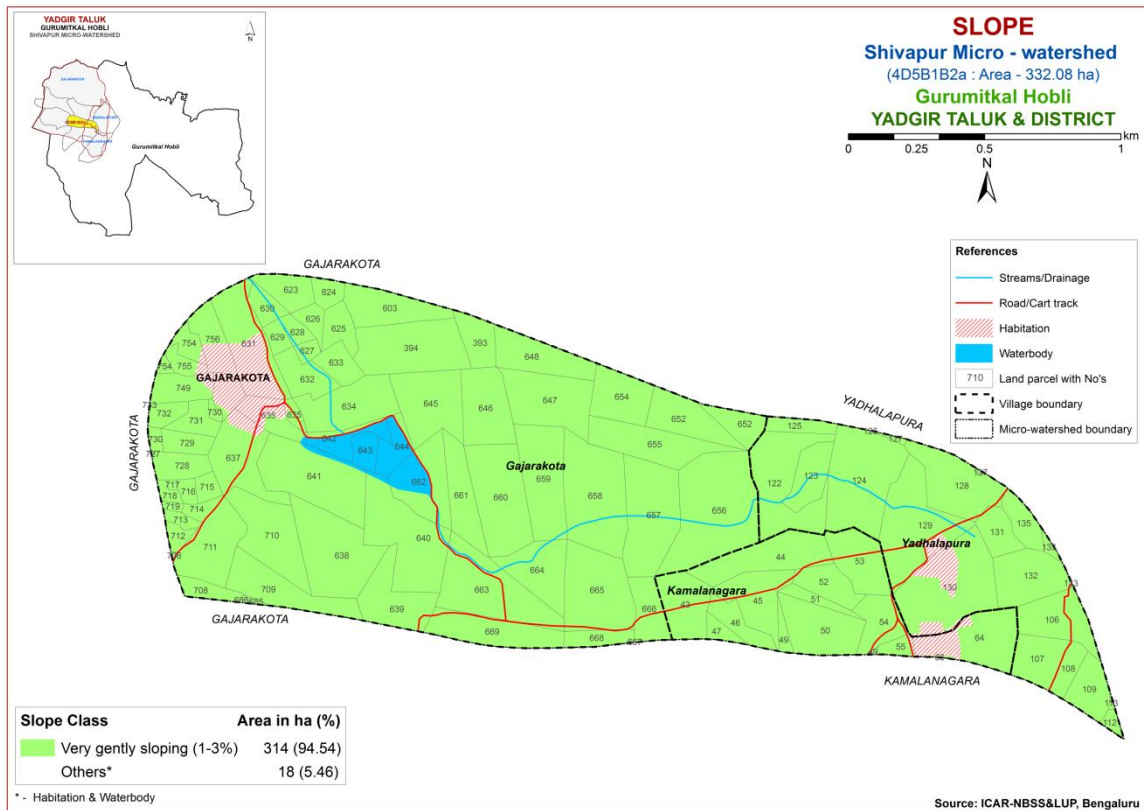 YADGIR TALUK
GURUMITKAL HOBLI
SHIVAPUR MICRO-WATERSHED
N
GAJARAKOTA
Gurumitkal Hobli
SLOPE
Shivapur Micro - watershed
(4D5B1B2a : Area - 332.08 ha)
Gurumitkal Hobli
YADGIR TALUK & DISTRICT
km
0 0.25 0.5 1
N
References
Streams/Drainage
Road/Cart track
Habitation
Waterbody
710 Land parcel with No's
Village boundary
Micro-watershed boundary
GAJARAKOTA
623 624
630 603
626
628 625
756 631 629
754 627 394 393
648
754 755 633
GAJARAKOTA
632
749
647 654
634 645 646
733
732 730 635 635
731
652 652 125 YADHALAPURA
126
127
GAJARAKOTA
730 729 642 643 644
655
727 637
728
Gajarakota
659
641 662
122 123 124 128 127
717 716 715
718 661 660 658
719 714
713
657 656
712 711 710
129 135
131
640
Yadhalapura
638
44 53
664
132
663 665
Kamalanagara
52
130
708 709
686 685
51
639
666 43 45
106
GAJARAKOTA
46 54
669 668 47 49 50 55 64
107 108
109
KAMALANAGARA
113
112
Slope Class Area in ha (%)
Very gently sloping (1-3%) 314 (94.54)
Others* 18 (5.46)
* - Habitation & Waterbody
Source: ICAR-NBSS&LUP, Bengaluru